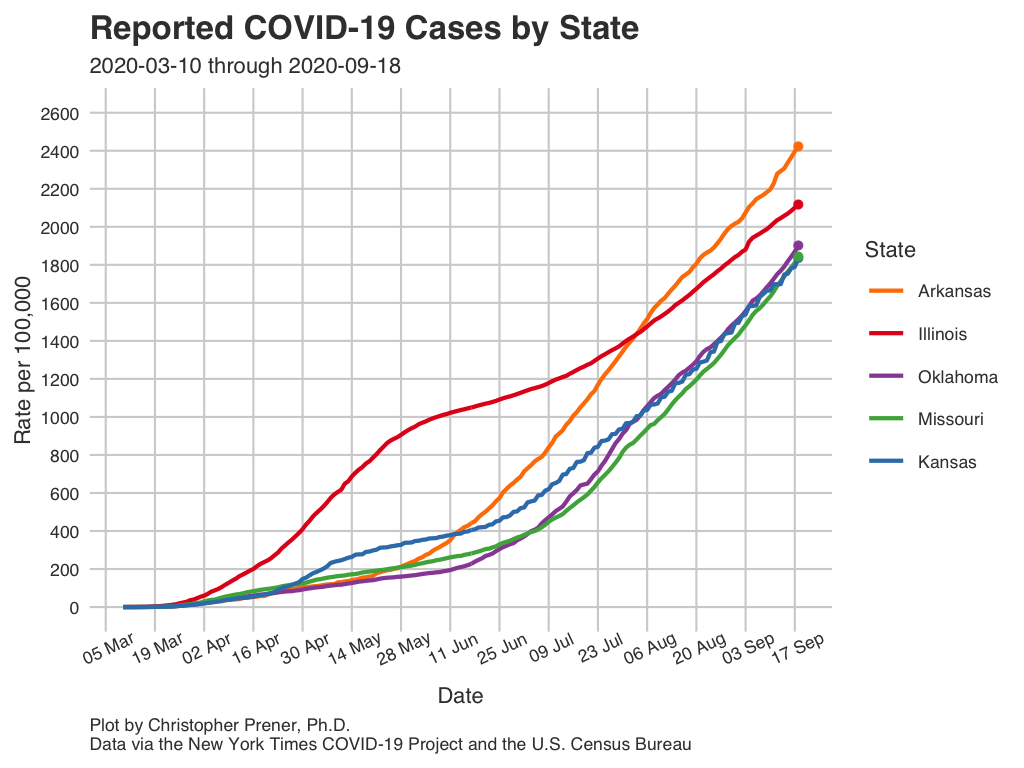 Reported COVID-19 Cases by State
2020-03-10 through 2020-09-18
2600
2400
2200
2000
1800
1600
1400
1200
1000
800
600
400
200
0
Rate per 100,000
05 Mar
19 Mar
02 Apr
16 Apr
30 Apr
14 May
28 May
11 Jun
25 Jun
09 Jul
23 Jul
06 Aug
20 Aug
03 Sep
17 Sep
Date
State
Arkansas
Illinois
Oklahoma
Missouri
Kansas
Plot by Christopher Prener, Ph.D.
Data via the New York Times COVID-19 Project and the U.S. Census Bureau